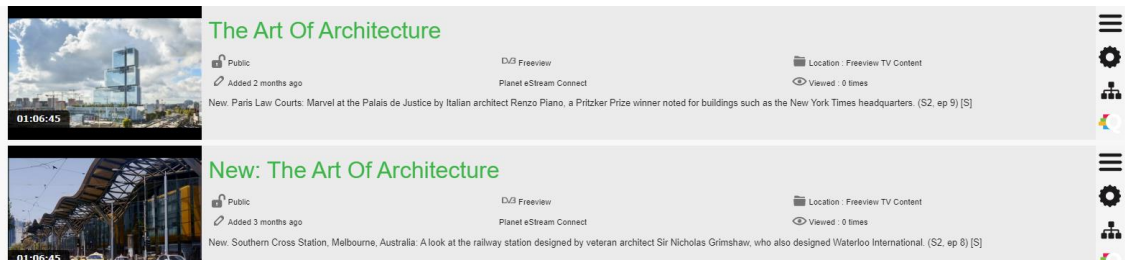 The Art Of Architecture
Public
DVB Freeview
Location : Freeview TV Content
Added 2 months ago
Planet eStream Connect
Viewed : 0 times
New. Paris Law Courts: Marvel at the Palais de Justice by Italian architect Renzo Piano, a Pritzker Prize winner noted for buildings such as the New York Times headquarters. (S2, ep 9) [S]
01:06:45
New: The Art Of Architecture
Public
DVB Freeview
Location : Freeview TV Content
Added 3 months ago
Planet eStream Connect
Viewed : 0 times
New. Southern Cross Station, Melbourne, Australia: A look at the railway station designed by veteran architect Sir Nicholas Grimshaw, who also designed Waterloo International. (S2, ep 8) [S]
01:06:45